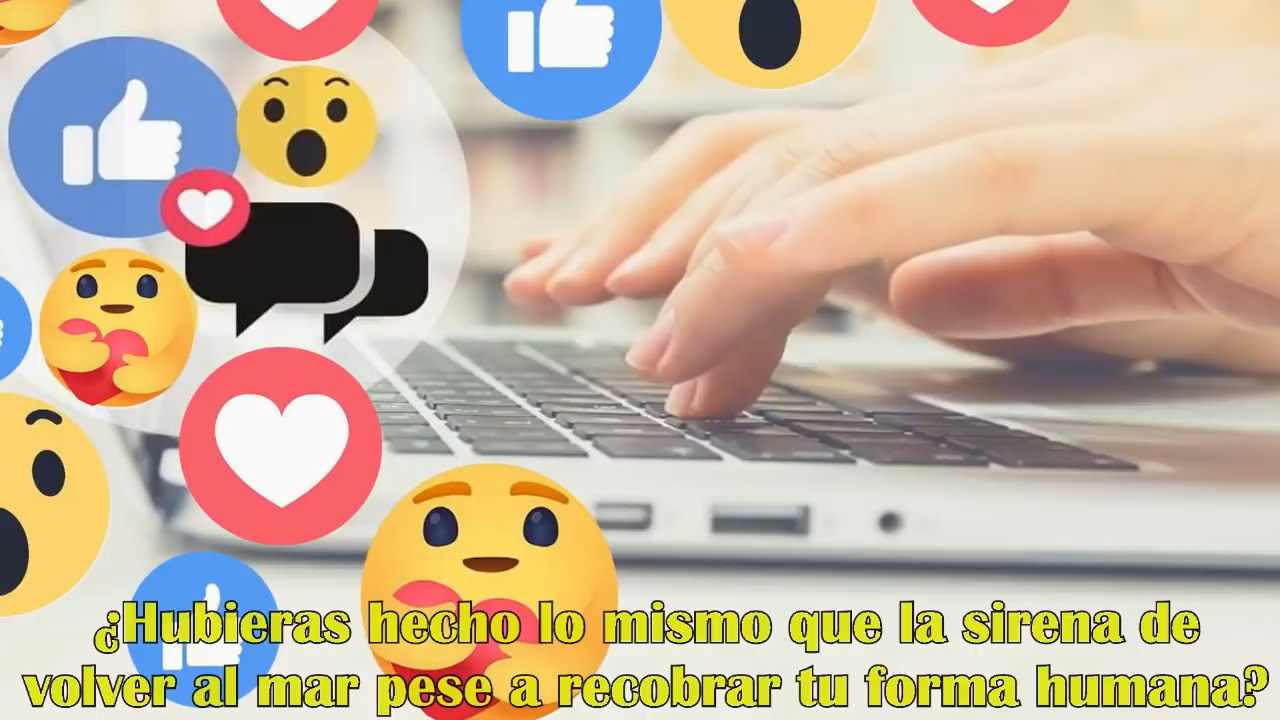 ¿Hubieras hecho lo mismo que la sirena de
volver al mar pese a recobrar tu forma humana?